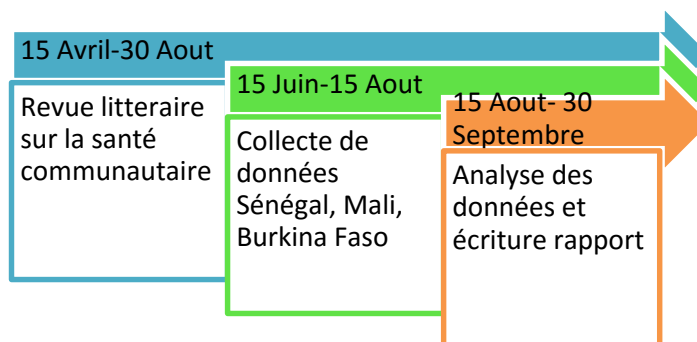 15 Avril-30 Aout
Revue litteraire
sur la santé
communautaire
15 Juin-15 Aout
Collecte de
données
Sénégal, Mali,
Burkina Faso
15 Aout- 30
Septembre
Analyse des
données et
écriture rapport